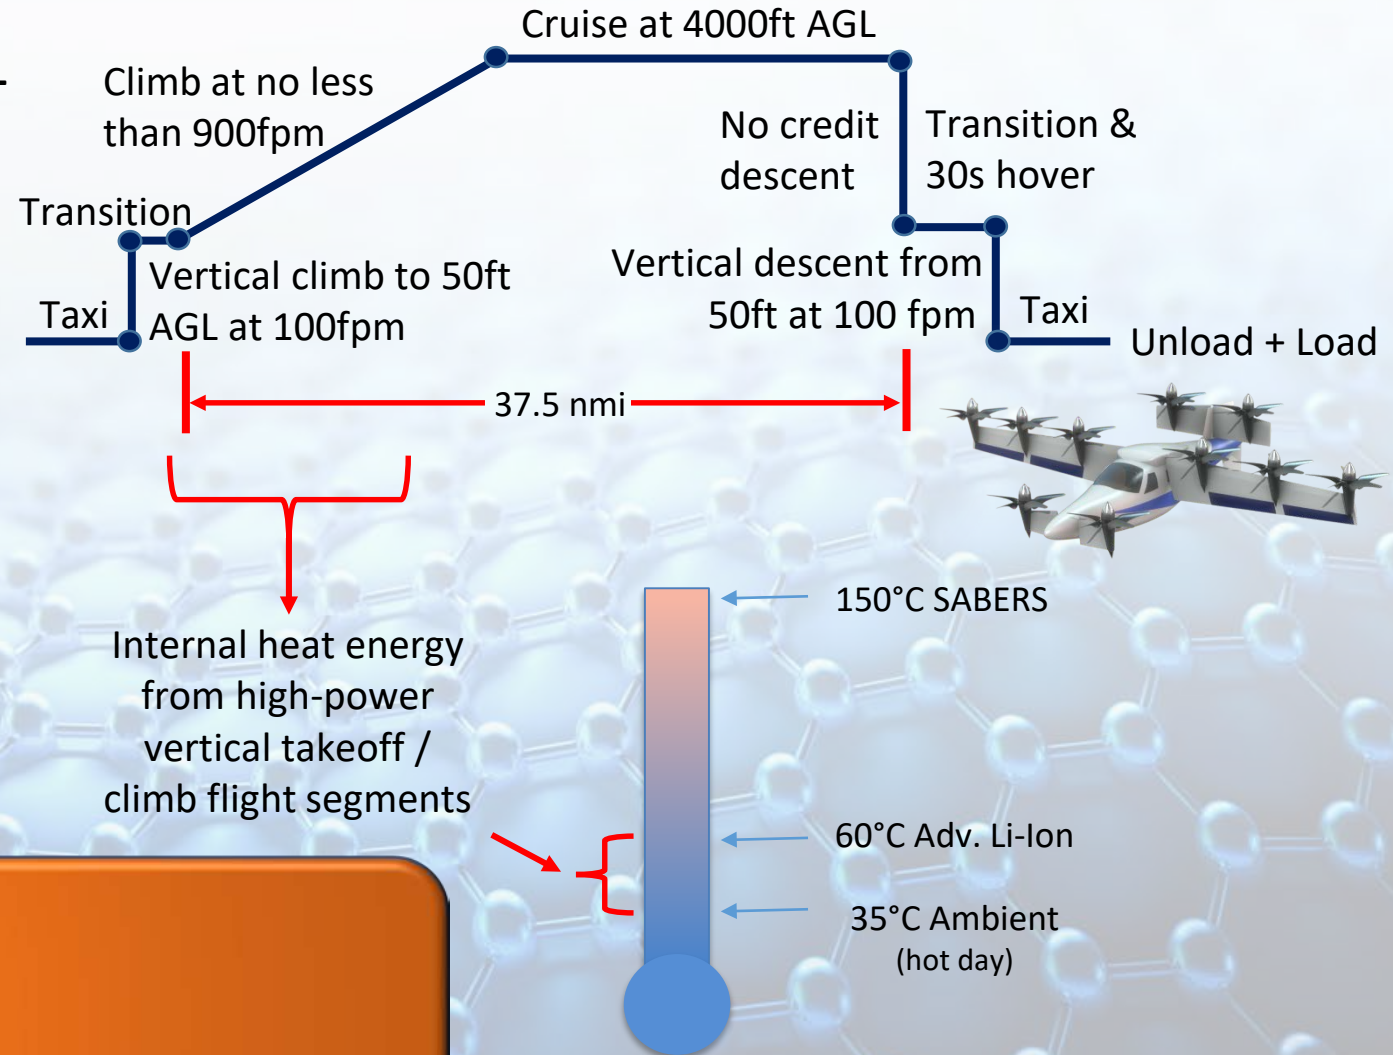 Cruise at 4000ft AGL
Climb at no less
than 900fpm
No credit
descent
Transition &
30s hover
Transition
Vertical climb to 50ft
AGL at 100fpm
Vertical descent from
50ft at 100 fpm
Taxi
Taxi
Unload + Load
37.5 nmi
Internal heat energy
from high-power
vertical takeoff /
climb flight segments
150°C SABERS
60°C Adv. Li-Ion
35°C Ambient
(hot day)